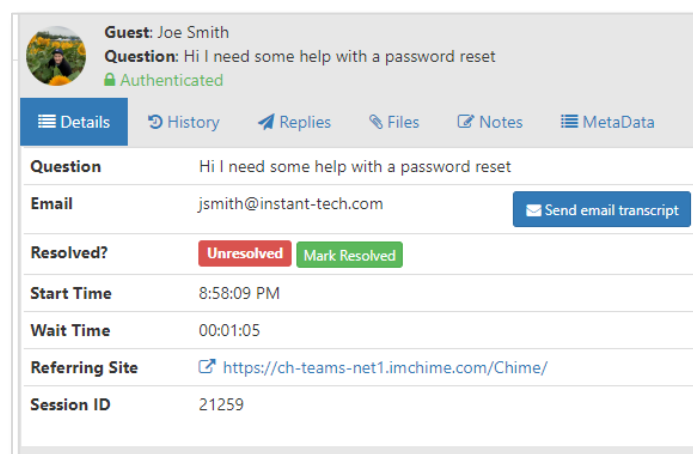 Guest: Joe Smith
Question: Hi I need some help with a password reset
Authenticated
Details History Replies Files Notes MetaData
Question Hi I need some help with a password reset
Email jsmith@instant-tech.com Send email transcript
Resolved? Unresolved Mark Resolved
Start Time 8:58:09 PM
Wait Time 00:01:05
Referring Site https://ch-teams-net1.imchime.com/Chime/
Session ID 21259